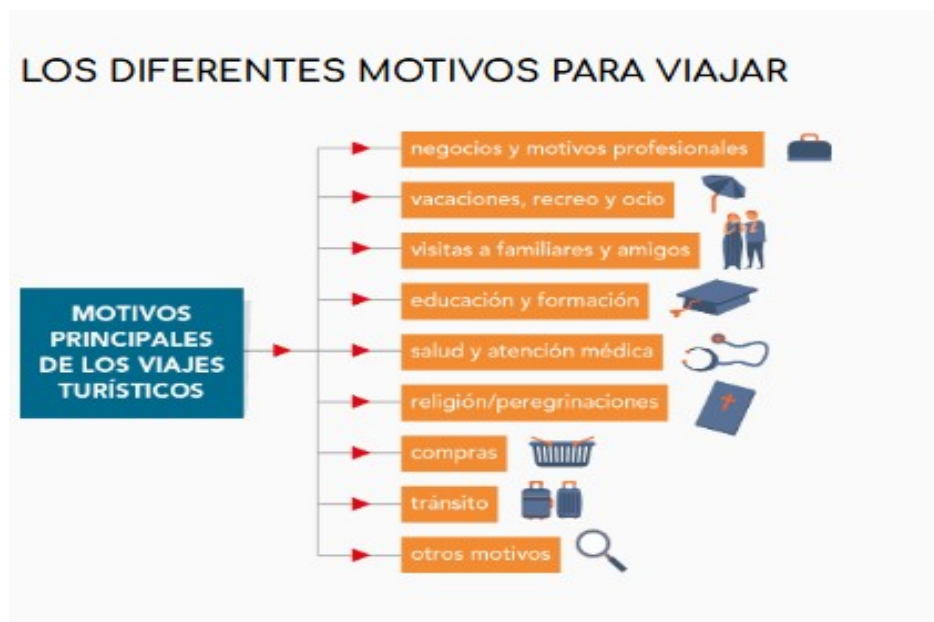 LOS DIFERENTES MOTIVOS PARA VIAJAR
MOTIVOS
PRINCIPALES
DE LOS VIAJES
TURÍSTICOS
negocios y motivos profesionales
vacaciones, recreo y ocio
visitas a familiares y amigos
educación y formación
salud y atención médica
religión/peregrinaciones
compras
tránsito
otros motivos